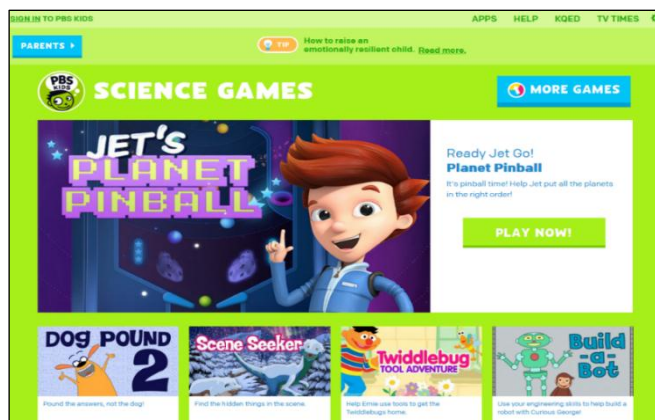 SIGN IN TO PBS KIDS
APPS HELP KQED TV TIMES
PARENTS
TIP
How to raise an
emotionally resilient child. Read more.
PBS
KIDS
SCIENCE GAMES
MORE GAMES
JET'S
PLANET
PINBALL
Ready Jet Go!
Planet Pinball
It's pinball time! Help Jet put all the planets
in the right order!
PLAY NOW!
DOG POUND
2
Pound the answers, not the dog!
Scene Seeker
Find the hidden things in the scene.
Twiddlebug
TOOL ADVENTURE
Help Ernie use tools to get the
Twiddlebugs home.
Build
-a-
Bot
Use your engineering skills to help build a
robot with Curious George!